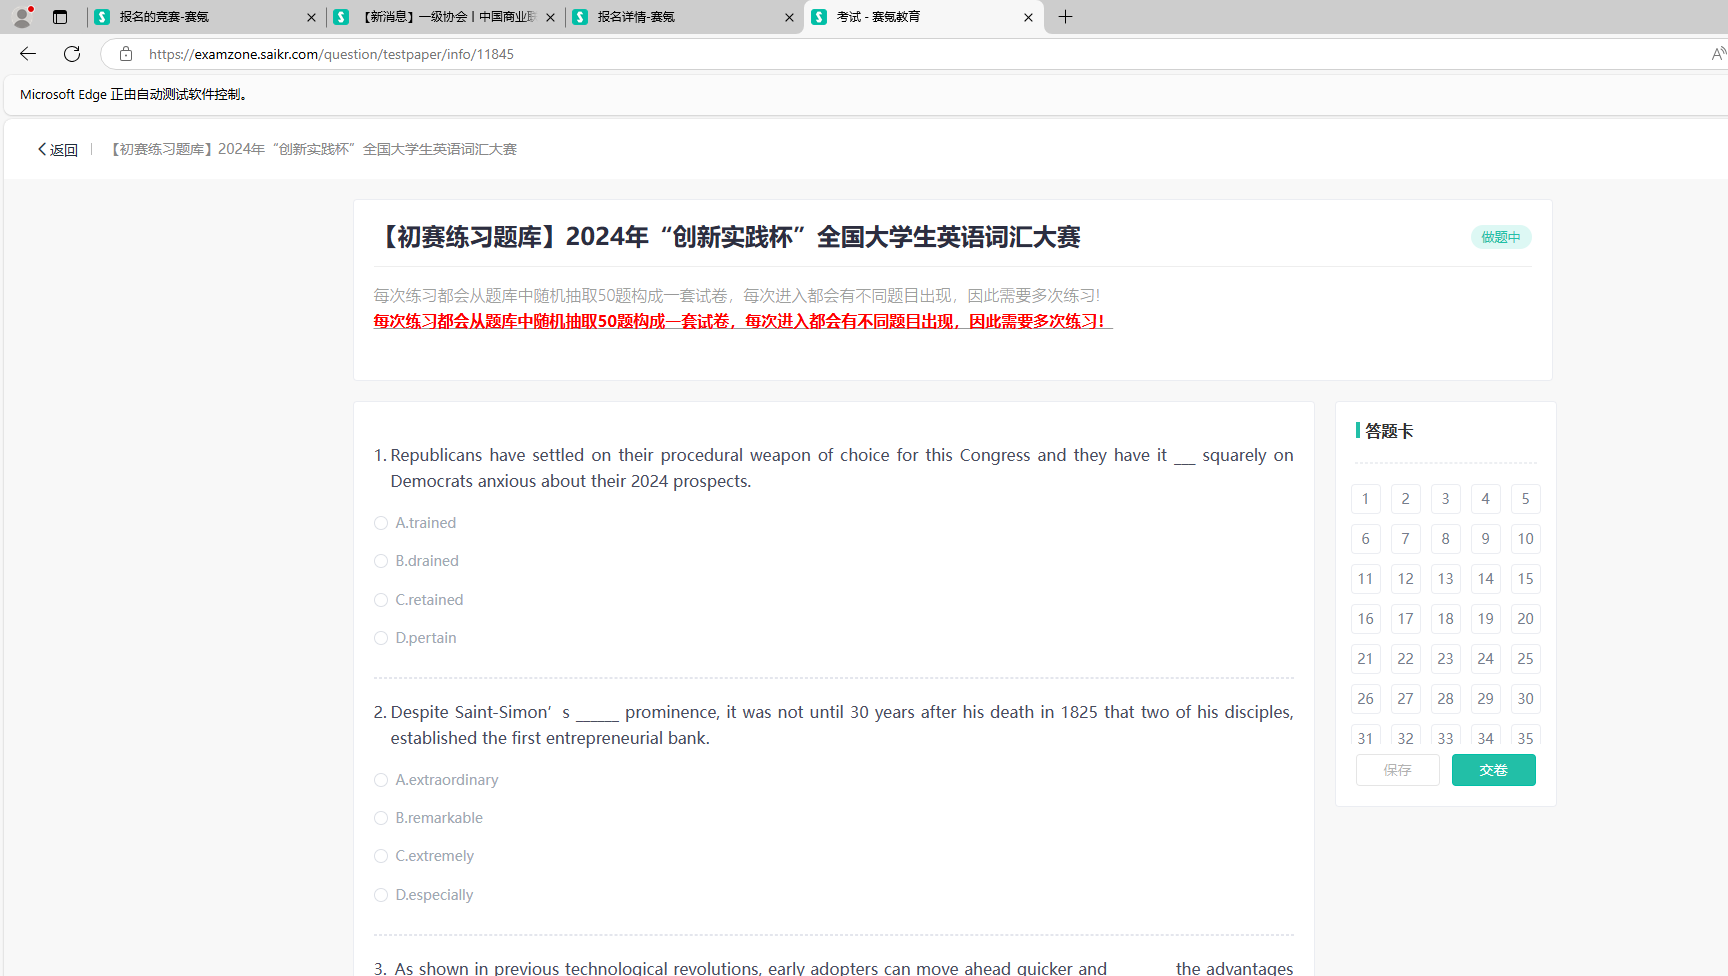 报名的竞赛-赛氪
【新消息】一级协会丨中国商业联
报名详情-赛氪
考试 - 赛氪教育
https://examzone.saikr.com/question/testpaper/info/11845
Microsoft Edge 正由自动测试软件控制。
返回
【初赛练习题库】2024年“创新实践杯”全国大学生英语词汇大赛
【初赛练习题库】2024年“创新实践杯”全国大学生英语词汇大赛
做题中
每次练习都会从题库中随机抽取50题构成一套试卷，每次进入都会有不同题目出现，因此需要多次练习!
每次练习都会从题库中随机抽取50题构成一套试卷，每次进入都会有不同题目出现，因此需要多次练习！
1. Republicans have settled on their procedural weapon of choice for this Congress and they have it ___ squarely on
Democrats anxious about their 2024 prospects.
A.trained
B.drained
C.retained
D.pertain
2. Despite Saint-Simon’s ______ prominence, it was not until 30 years after his death in 1825 that two of his disciples,
established the first entrepreneurial bank.
A.extraordinary
B.remarkable
C.extremely
D.especially
3. As shown in previous technological revolutions, early adopters can move ahead quicker and the advantages
答题卡
1 2 3 4 5
6 7 8 9 10
11 12 13 14 15
16 17 18 19 20
21 22 23 24 25
26 27 28 29 30
31 32 33 34 35
保存
交卷